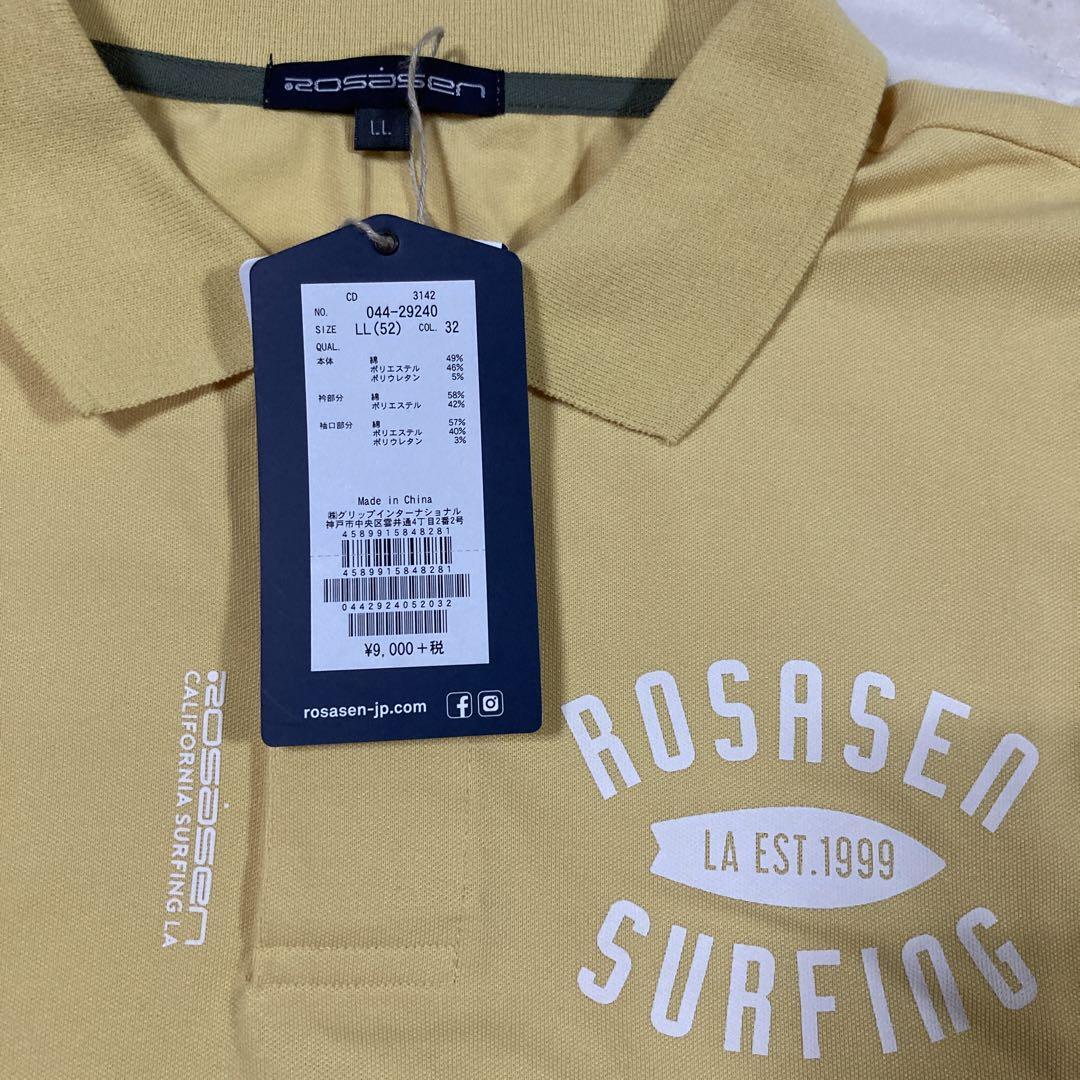 ROSASEN
LL
CD 3142
NO. 044-29240
SIZE LL(52) COL. 32
QUAL.
本体 綿 49%
ポリエステル 46%
ポリウレタン 5%
衿部分 綿 58%
ポリエステル 42%
袖口部分 綿 57%
ポリエステル 40%
ポリウレタン 3%
Made in China
㈱グリップインターナショナル
神戸市中央区雲井通4丁目2番2号
4589915848281
4589915848281
0442924052032
¥9,000+税
rosasen-jp.com
ROSASEN
CALIFORNIA SURFING LA
ROSASEN
LA EST.1999
SURFING